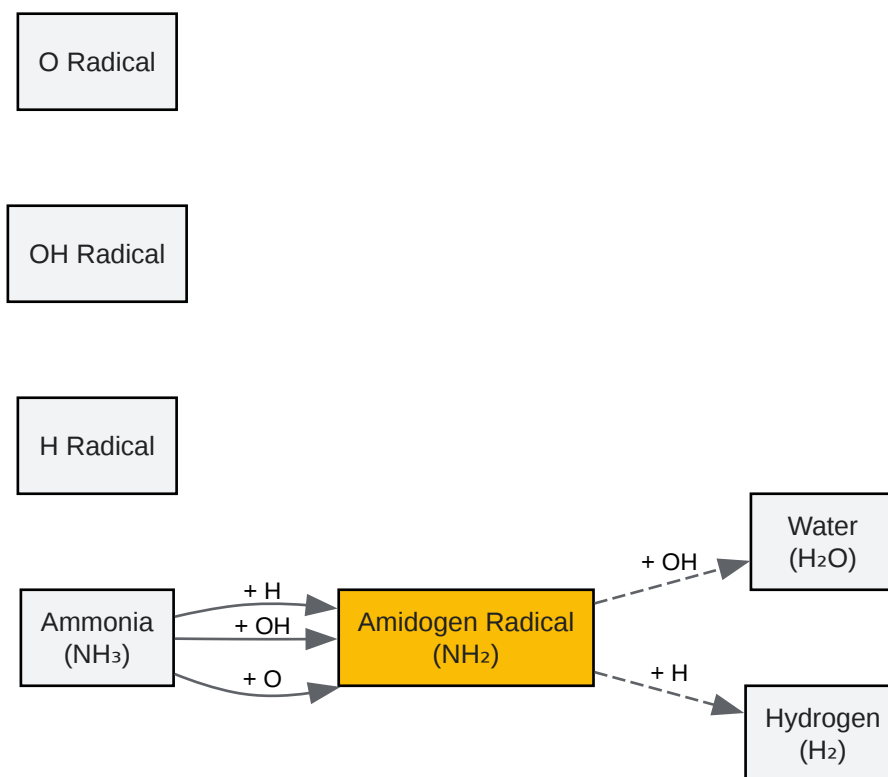 O Radical
OH Radical
H Radical
Water
(H₂O)
+ OH
+ H
Ammonia
(NH₃)
+ OH
Amidogen Radical
(NH₂)
+ O
+ H
Hydrogen
(H₂)